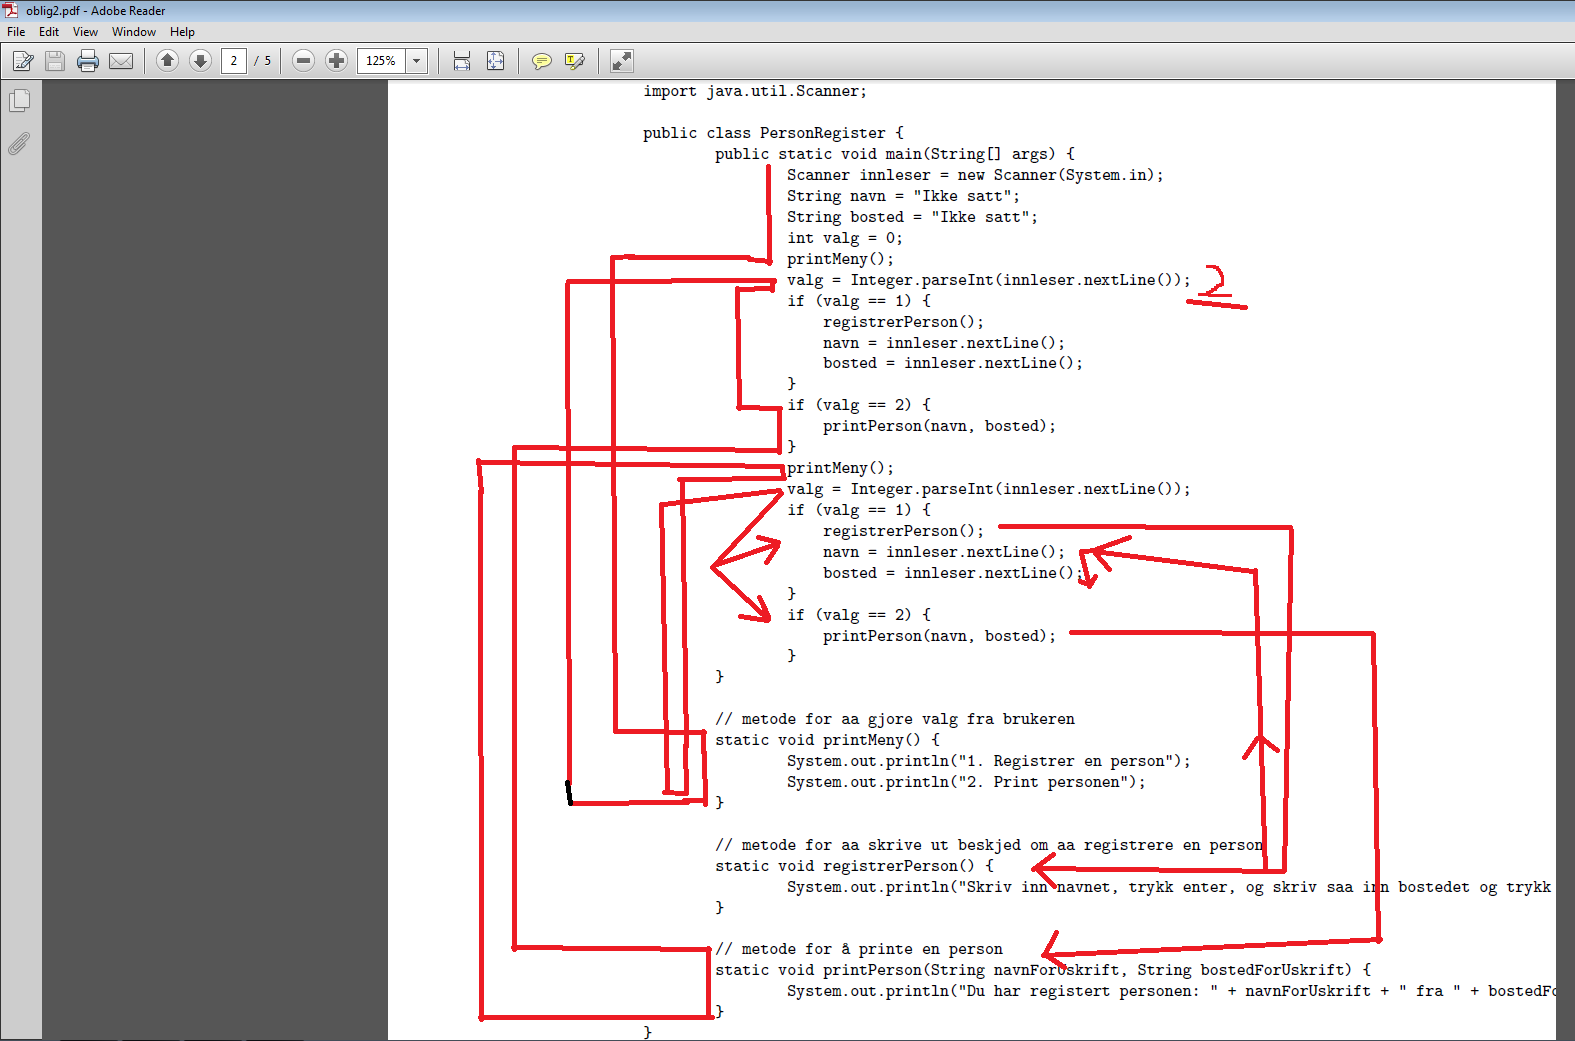 oblig2.pdf - Adobe Reader
File Edit View Window Help
2 / 5 125%
import java.util.Scanner;
public class PersonRegister {
public static void main(String[] args) {
Scanner innleser = new Scanner(System.in);
String navn = "Ikke satt";
String bosted = "Ikke satt";
int valg = 0;
printMeny();
valg = Integer.parseInt(innleser.nextLine()); 2
if (valg == 1) {
registrerPerson();
navn = innleser.nextLine();
bosted = innleser.nextLine();
}
if (valg == 2) {
printPerson(navn, bosted);
}
printMeny();
valg = Integer.parseInt(innleser.nextLine());
if (valg == 1) {
registrerPerson();
navn = innleser.nextLine();
bosted = innleser.nextLine();
}
if (valg == 2) {
printPerson(navn, bosted);
}
}
// metode for aa gjore valg fra brukeren
static void printMeny() {
System.out.println("1. Registrer en person");
System.out.println("2. Print personen");
}
// metode for aa skrive ut beskjed om aa registrere en person
static void registrerPerson() {
System.out.println("Skriv inn navnet, trykk enter, og skriv saa inn bostedet og trykk
}
// metode for å printe en person
static void printPerson(String navnForUskrift, String bostedForUskrift) {
System.out.println("Du har registert personen: " + navnForUskrift + " fra " + bostedFo
}
}